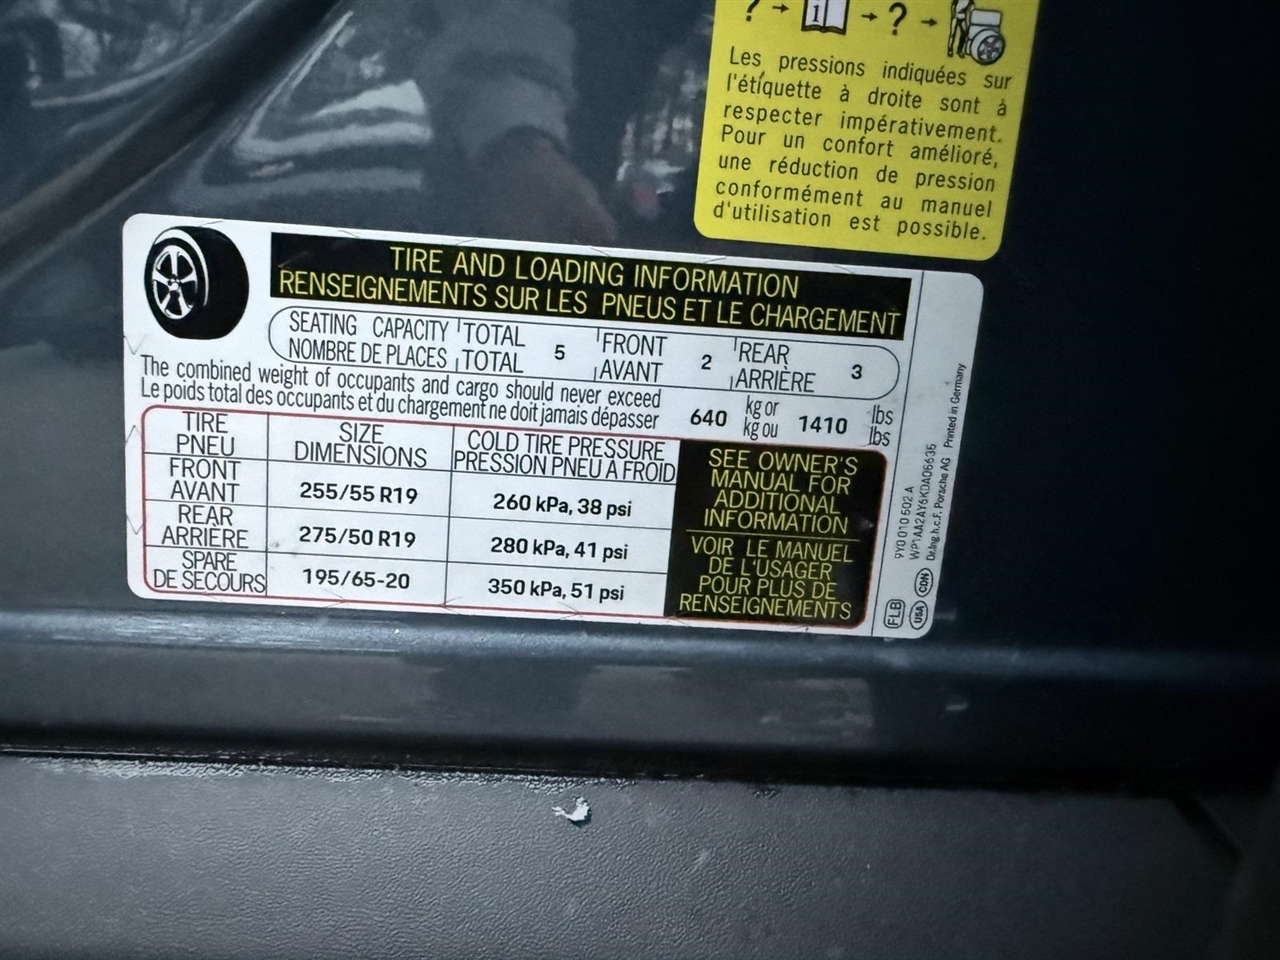 ? → i → ? →
Les pressions indiquées sur
l'étiquette à droite sont à
respecter impérativement.
Pour un confort amélioré,
une réduction de pression
conformément au manuel
d'utilisation est possible.
TIRE AND LOADING INFORMATION
RENSEIGNEMENTS SUR LES PNEUS ET LE CHARGEMENT
SEATING CAPACITY TOTAL 5 FRONT 2 REAR 3
NOMBRE DE PLACES TOTAL AVANT ARRIÈRE
The combined weight of occupants and cargo should never exceed 640 kg or 1410 lbs
Le poids total des occupants et du chargement ne doit jamais dépasser kg ou lbs
TIRE SIZE COLD TIRE PRESSURE
PNEU DIMENSIONS PRESSION PNEU A FROID
FRONT
AVANT 255/55 R19 260 kPa, 38 psi
REAR
ARRIÈRE 275/50 R19 280 kPa, 41 psi
SPARE
DE SECOURS 195/65-20 350 kPa, 51 psi
SEE OWNER'S
MANUAL FOR
ADDITIONAL
INFORMATION
VOIR LE MANUEL
DE L'USAGER
POUR PLUS DE
RENSEIGNEMENTS
9Y0 010 502 A
WP1AA2AY6KDA06635
Dr.Ing.h.c.F. Porsche AG Printed in Germany
FLB USA CDN